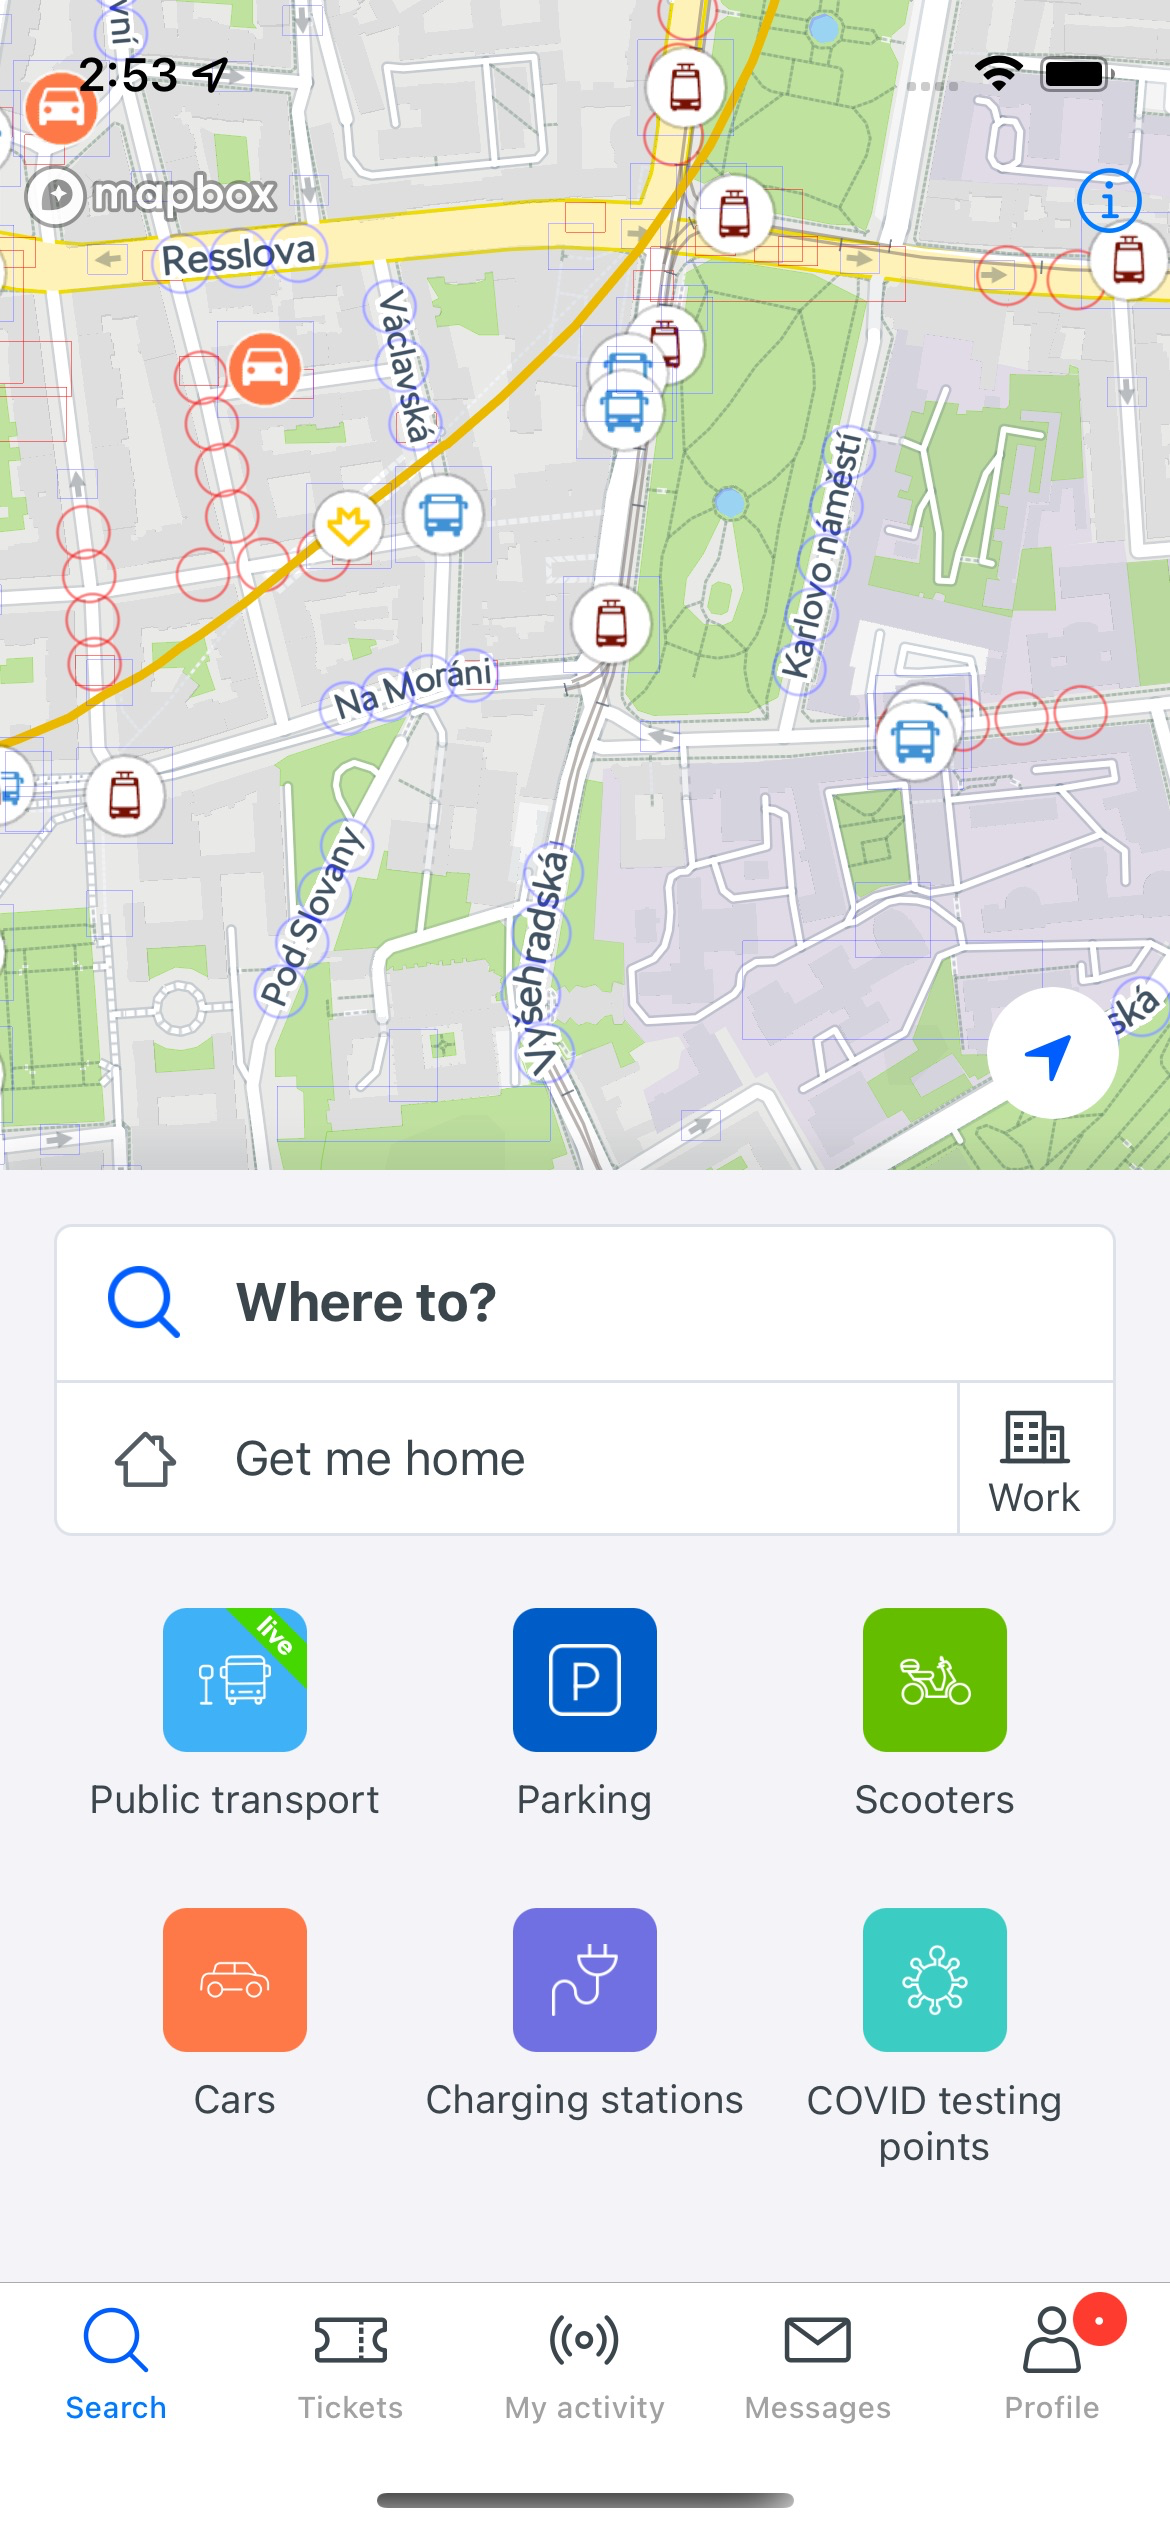 vní
2:53
mapbox
Resslova
Václavská
Karlovo náměstí
Na Moráni
Pod Slovany
Vyšehradská
ská
Where to?
Get me home
Work
live
Public transport
P
Parking
Scooters
Cars
Charging stations
COVID testing
points
Search
Tickets
My activity
Messages
Profile